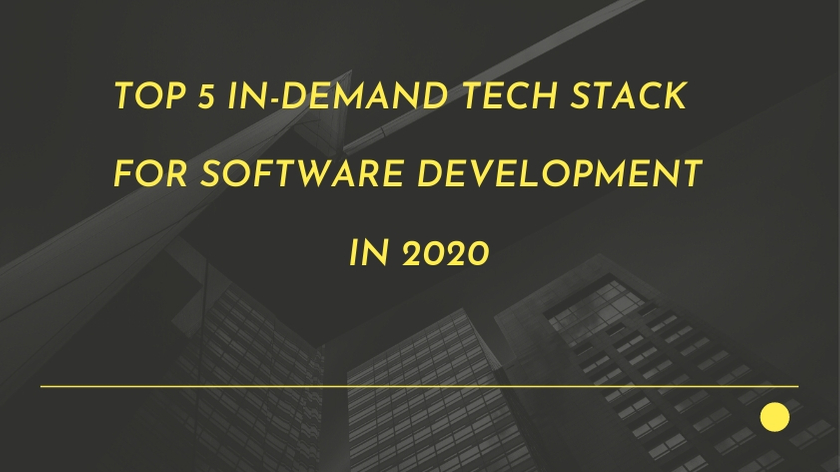 TOP 5 IN-DEMAND TECH STACK
FOR SOFTWARE DEVELOPMENT
IN 2020